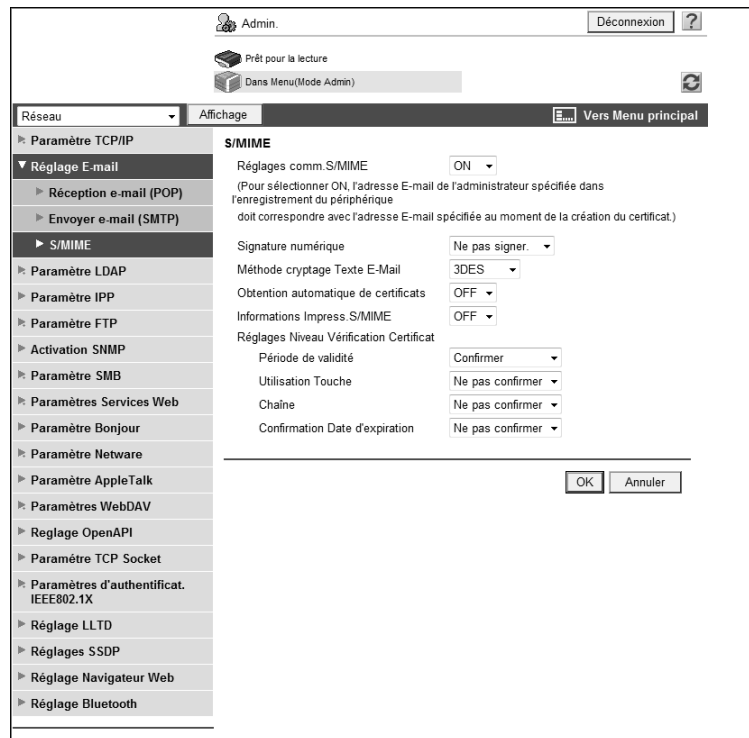 Admin.
Déconnexion
?
Prêt pour la lecture
Dans Menu(Mode Admin)
Réseau
Affichage
Vers Menu principal
Paramètre TCP/IP
Réglage E-mail
Réception e-mail (POP)
Envoyer e-mail (SMTP)
S/MIME
Paramètre LDAP
Paramètre IPP
Paramètre FTP
Activation SNMP
Paramètre SMB
Paramètres Services Web
Paramètre Bonjour
Paramètre Netware
Paramètre AppleTalk
Paramètres WebDAV
Reglage OpenAPI
Paramétre TCP Socket
Paramètres d'authentificat.
IEEE802.1X
Réglage LLTD
Réglages SSDP
Réglage Navigateur Web
Réglage Bluetooth
S/MIME
Réglages comm.S/MIME ON
(Pour sélectionner ON, l'adresse E-mail de l'administrateur spécifiée dans
l'enregistrement du périphérique
doit correspondre avec l'adresse E-mail spécifiée au moment de la création du certificat.)
Signature numérique Ne pas signer.
Méthode cryptage Texte E-Mail 3DES
Obtention automatique de certificats OFF
Informations Impress.S/MIME OFF
Réglages Niveau Vérification Certificat
Période de validité Confirmer
Utilisation Touche Ne pas confirmer
Chaîne Ne pas confirmer
Confirmation Date d'expiration Ne pas confirmer
OK Annuler